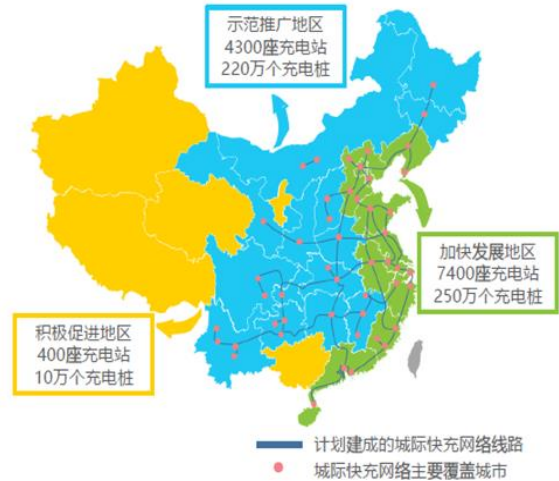 示范推广地区
4300座充电站
220万个充电桩
加快发展地区
7400座充电站
250万个充电桩
积极促进地区
400座充电站
10万个充电桩
计划建成的城际快充网络线路
城际快充网络主要覆盖城市